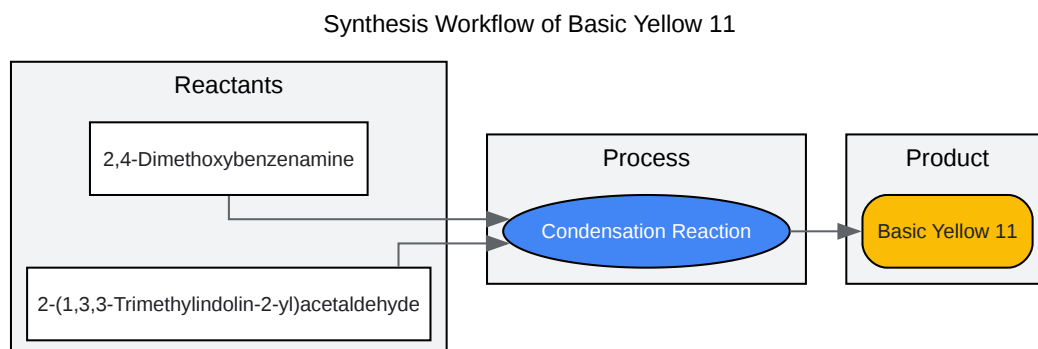 Synthesis Workflow of Basic Yellow 11
Reactants
2,4-Dimethoxybenzenamine
2-(1,3,3-Trimethylindolin-2-yl)acetaldehyde
Process
Condensation Reaction
Product
Basic Yellow 11